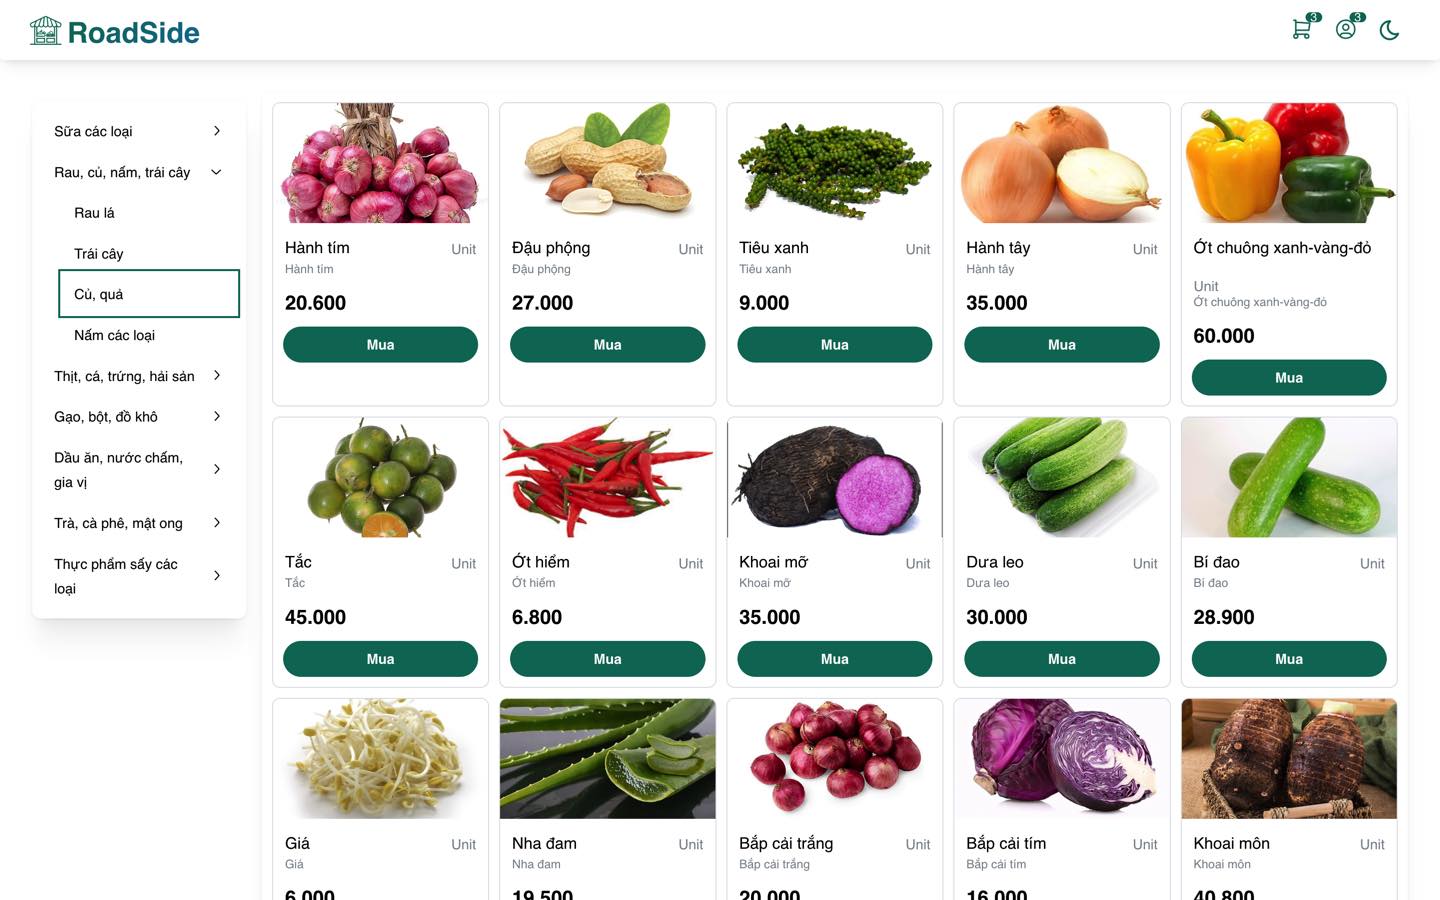 RoadSide
3
3
Sữa các loại
Rau, củ, nấm, trái cây
Rau lá
Trái cây
Củ, quả
Nấm các loại
Thịt, cá, trứng, hải sản
Gạo, bột, đồ khô
Dầu ăn, nước chấm,
gia vị
Trà, cà phê, mật ong
Thực phẩm sấy các
loại
Hành tím Unit
Hành tím
20.600
Mua
Đậu phộng Unit
Đậu phộng
27.000
Mua
Tiêu xanh Unit
Tiêu xanh
9.000
Mua
Hành tây Unit
Hành tây
35.000
Mua
Ớt chuông xanh-vàng-đỏ
Unit
Ớt chuông xanh-vàng-đỏ
60.000
Mua
Tắc Unit
Tắc
45.000
Mua
Ớt hiểm Unit
Ớt hiểm
6.800
Mua
Khoai mỡ Unit
Khoai mỡ
35.000
Mua
Dưa leo Unit
Dưa leo
30.000
Mua
Bí đao Unit
Bí đao
28.900
Mua
Giá Unit
Giá
6.000
Nha đam Unit
Nha đam
19.500
Bắp cải trắng Unit
Bắp cải trắng
20.000
Bắp cải tím Unit
Bắp cải tím
16.000
Khoai môn Unit
Khoai môn
40.800